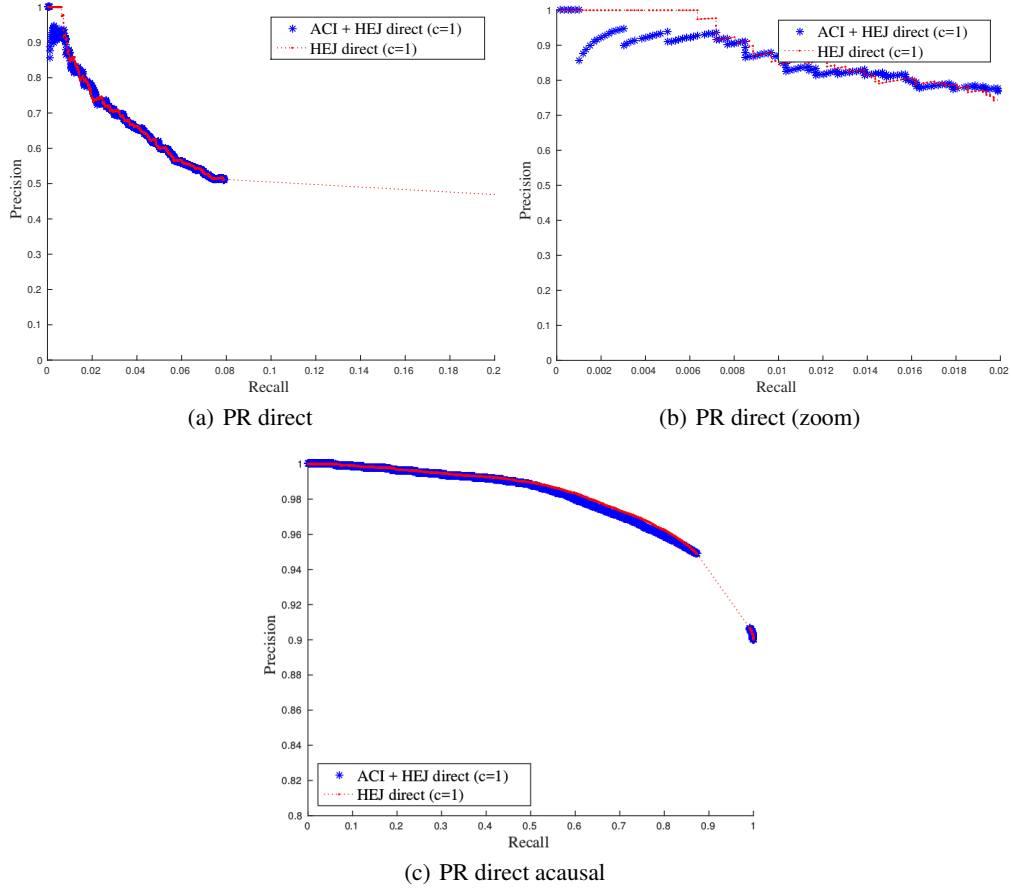 1
0.9
0.8
0.7
0.6
0.5
0.4
0.3
0.2
0.1
0
Precision
ACI + HEJ direct (c=1)
HEJ direct (c=1)
0 0.02 0.04 0.06 0.08 0.1 0.12 0.14 0.16 0.18 0.2
Recall
(a) PR direct
1
0.9
0.8
0.7
0.6
0.5
0.4
0.3
0.2
0.1
0
Precision
ACI + HEJ direct (c=1)
HEJ direct (c=1)
0 0.002 0.004 0.006 0.008 0.01 0.012 0.014 0.016 0.018 0.02
Recall
(b) PR direct (zoom)
1
0.98
0.96
0.94
0.92
0.9
0.88
0.86
0.84
0.82
0.8
Precision
ACI + HEJ direct (c=1)
HEJ direct (c=1)
0 0.1 0.2 0.3 0.4 0.5 0.6 0.7 0.8 0.9 1
Recall
(c) PR direct acausal